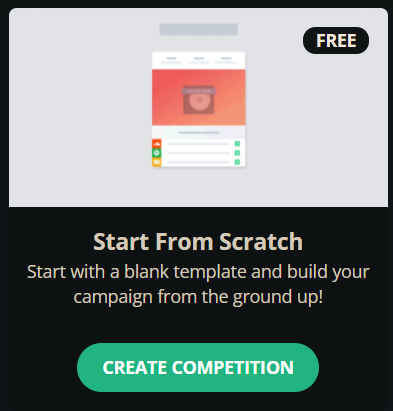 FREE
Start From Scratch
Start with a blank template and build your
campaign from the ground up!
CREATE COMPETITION